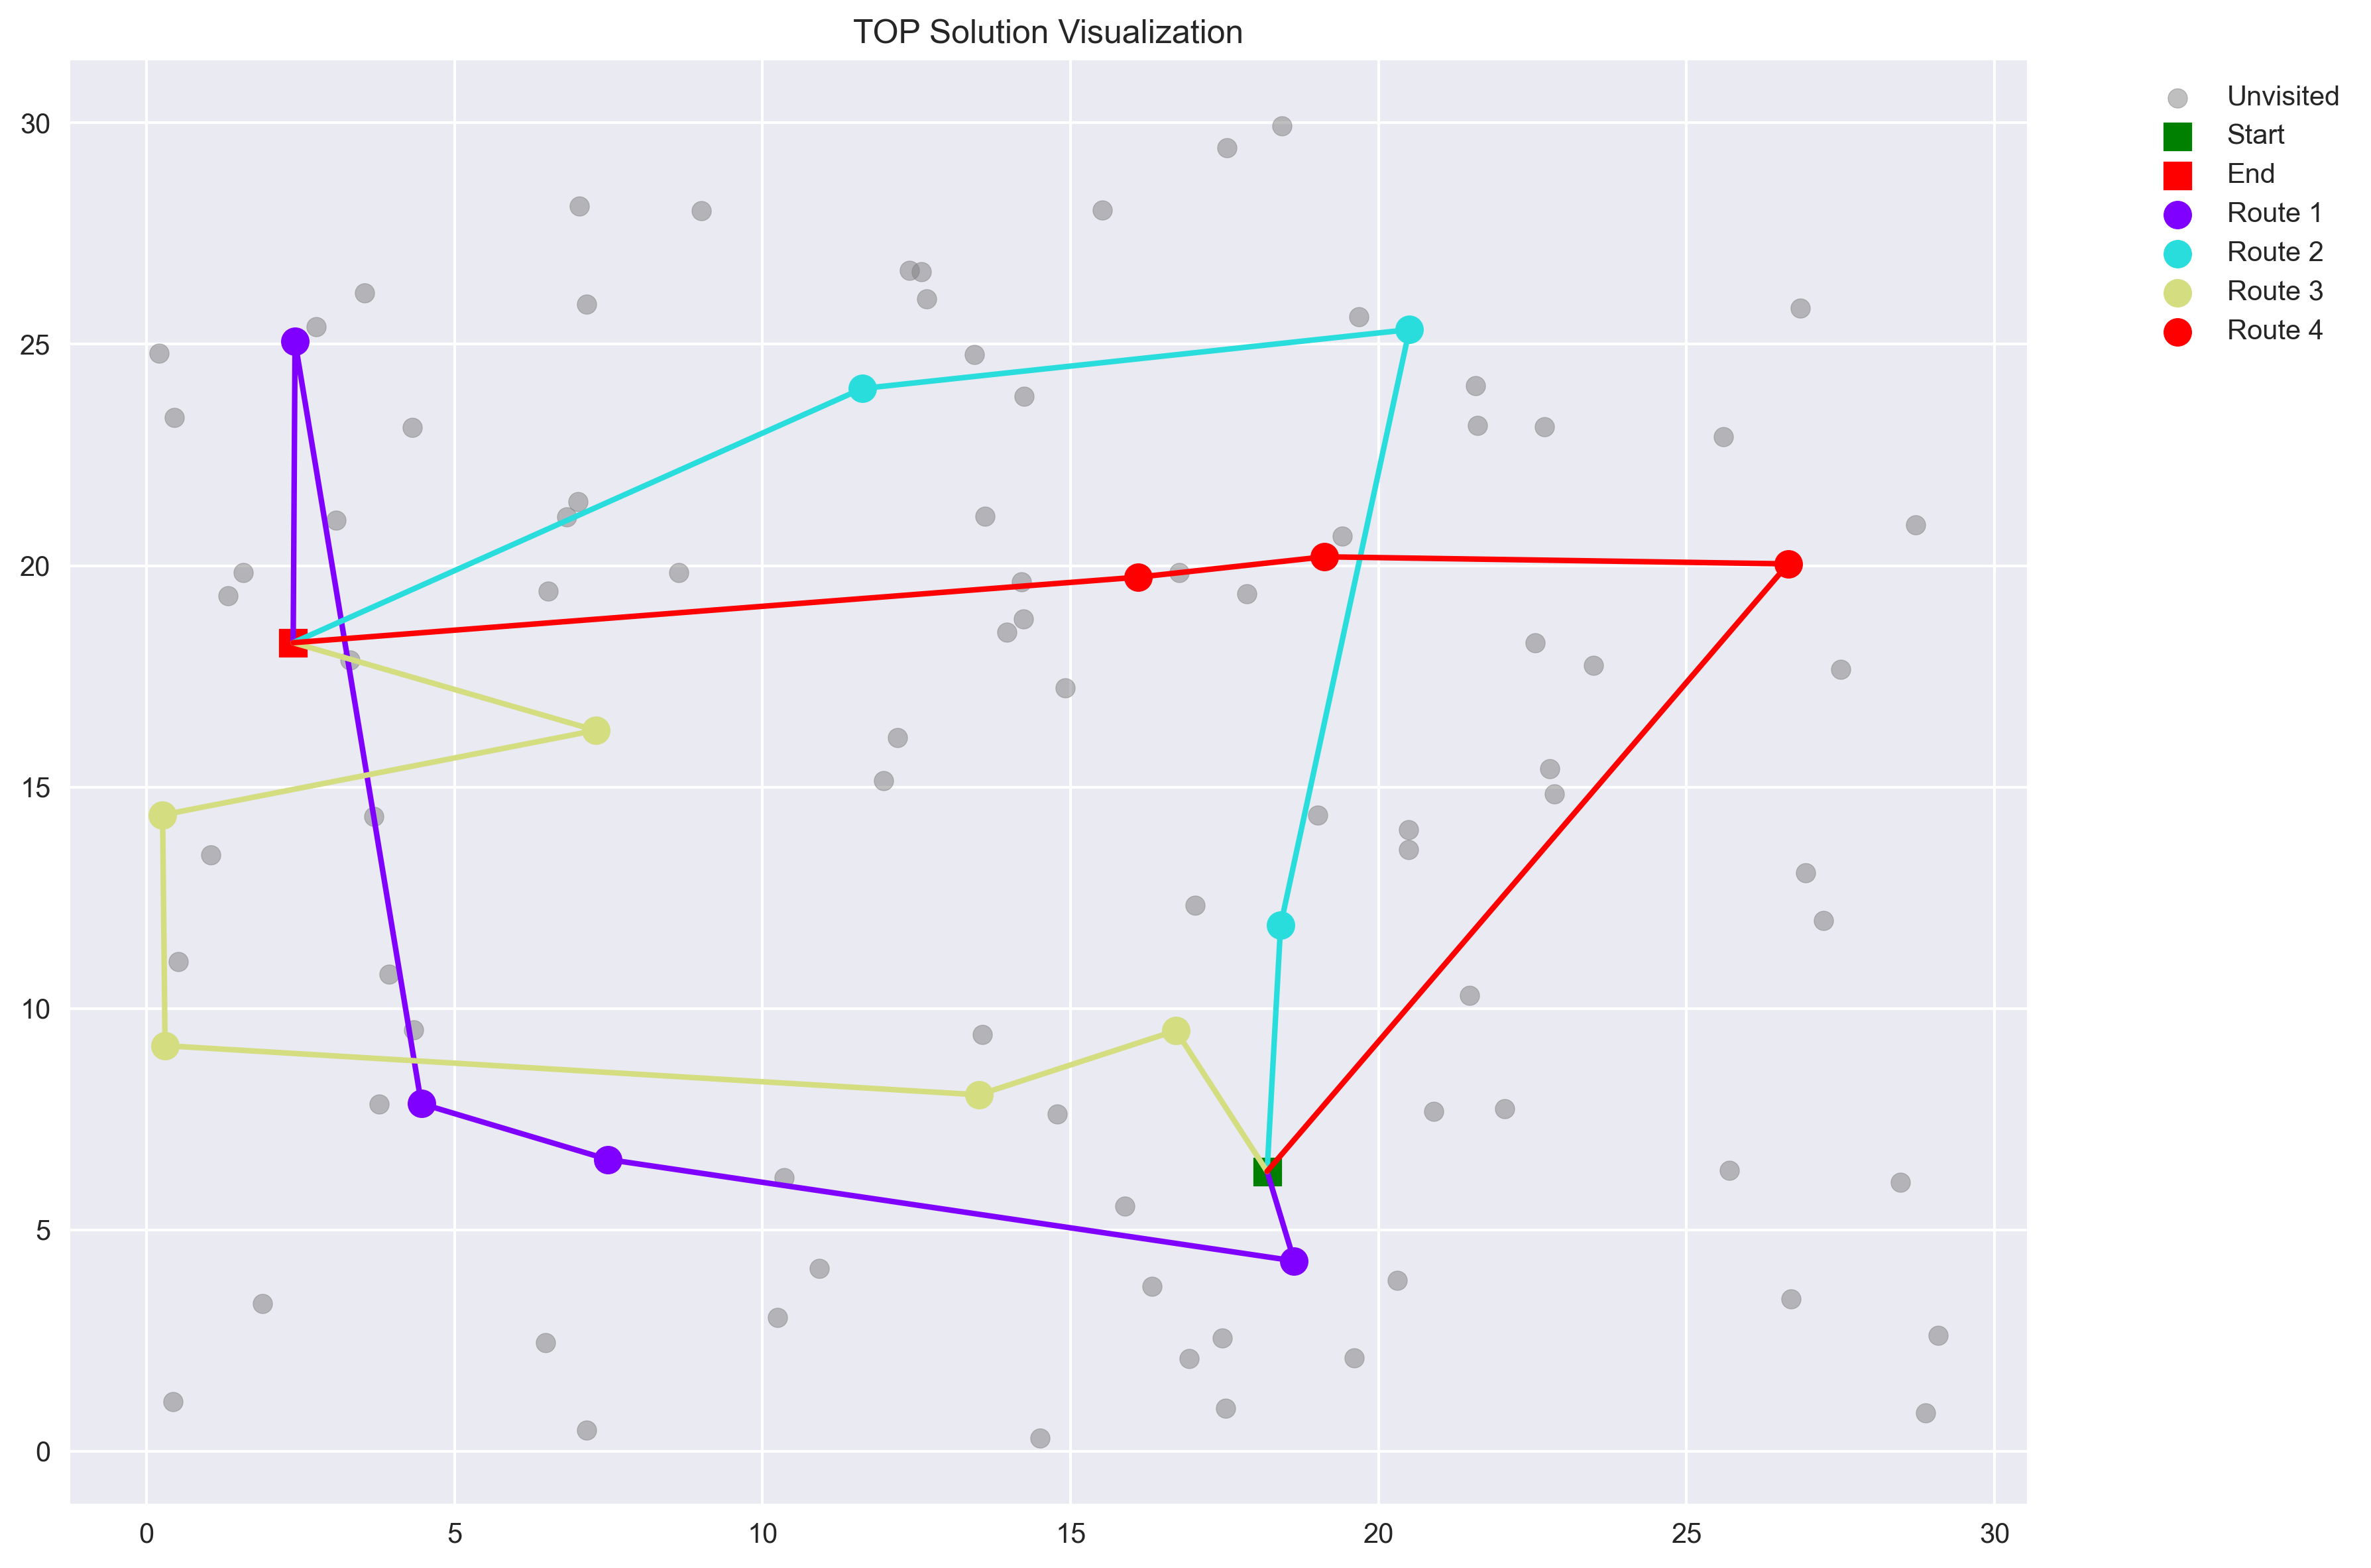 TOP Solution Visualization
30
25
20
15
10
5
0
0 5 10 15 20 25 30
Unvisited
Start
End
Route 1
Route 2
Route 3
Route 4